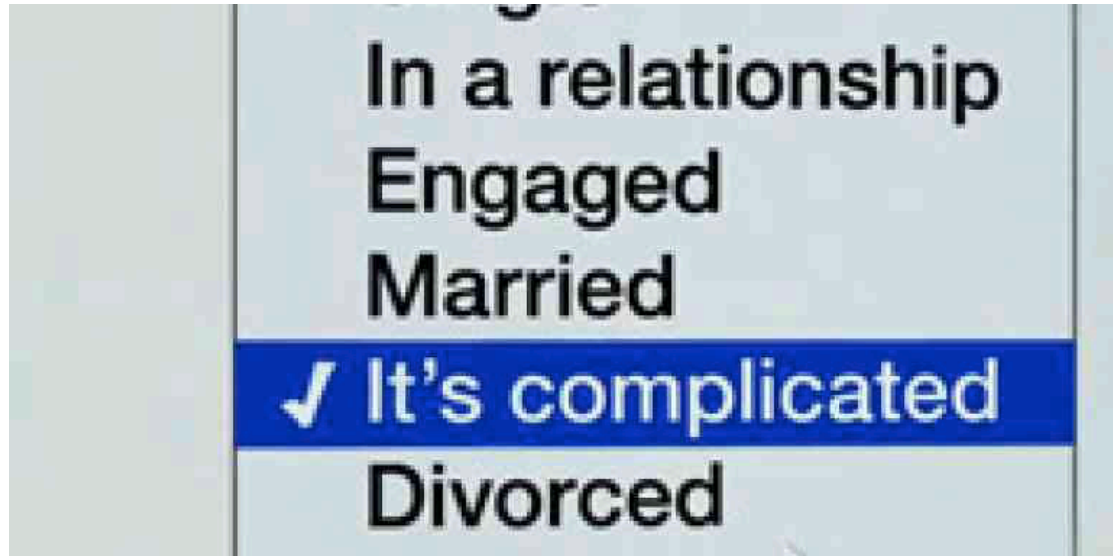 In a relationship
Engaged
Married
✓ It's complicated
Divorced